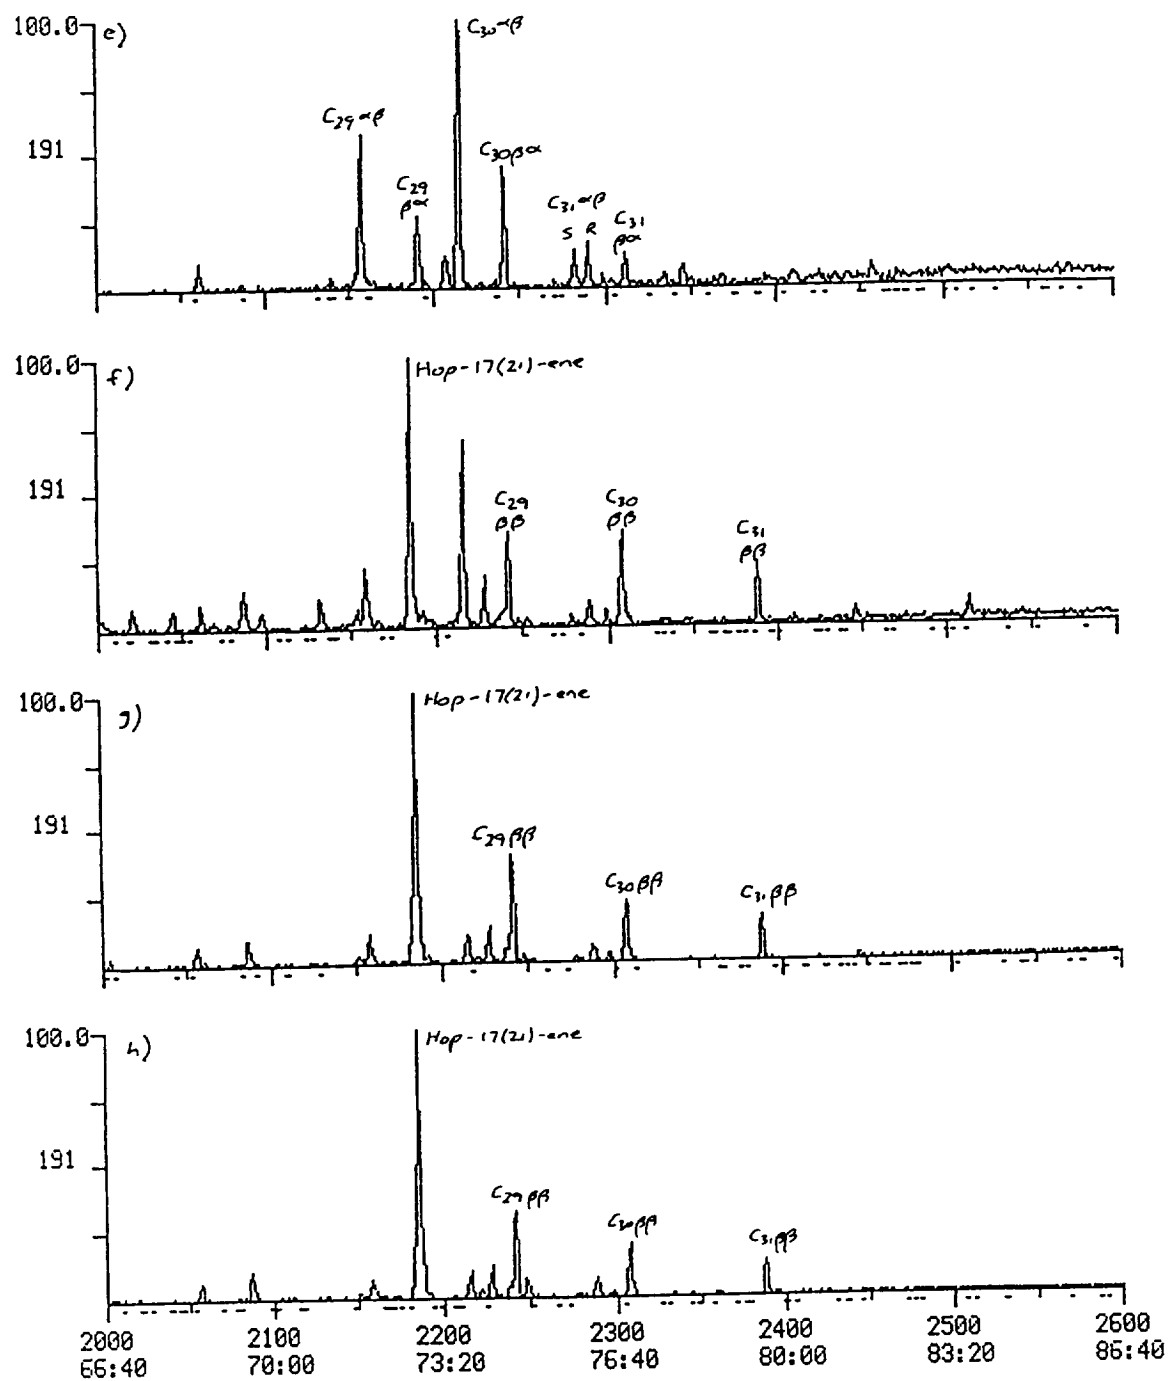 100.0
e)
C30αβ
C29αβ
191
C30βα
C29
βα
C31αβ
S R
C31
βα
100.0
f)
Hop-17(21)-ene
191
C29
ββ
C30
ββ
C31
ββ
100.0
g)
Hop-17(21)-ene
191
C29ββ
C30ββ
C31ββ
100.0
h)
Hop-17(21)-ene
191
C29ββ
C30ββ
C31ββ
2000 2100 2200 2300 2400 2500 2600
66:40 70:00 73:20 76:40 80:00 83:20 86:40